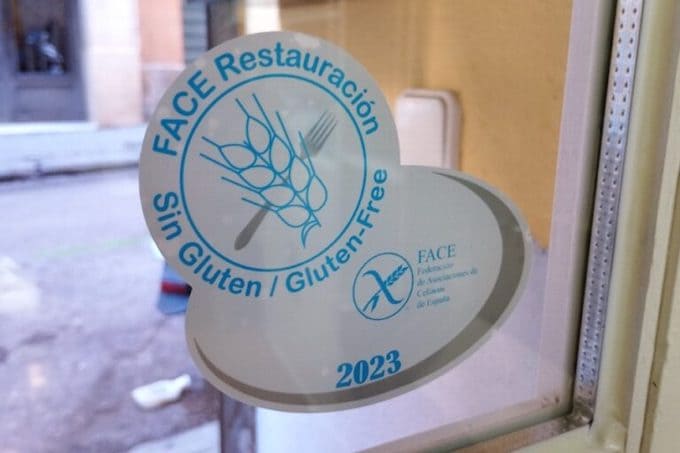 FACE Restauración
Sin Gluten / Gluten-Free
FACE
Federación
de Asociaciones de
Celíacos
de España
2023